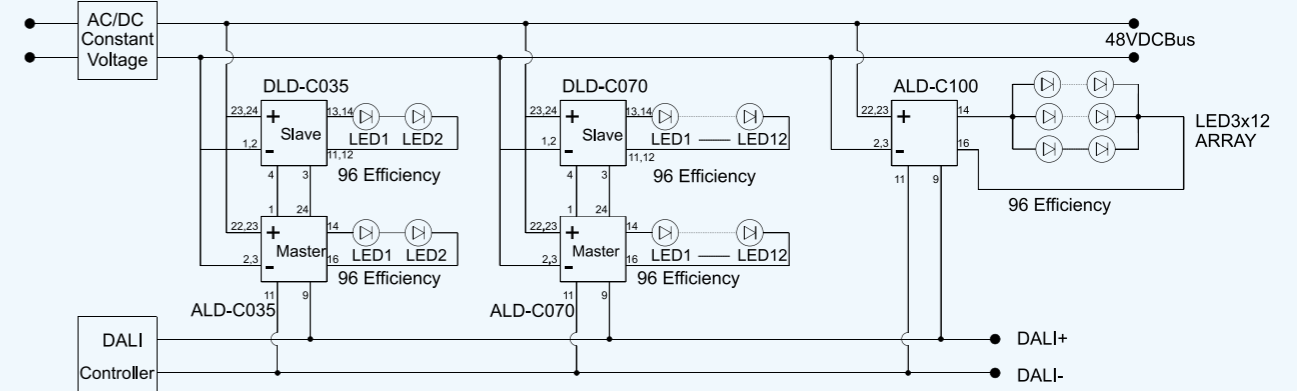 AC/DC
Constant
Voltage
48VDCBus
DLD-C035
23,24
+
13,14
Slave
LED1 LED2
1,2
-
11,12
4 3
96 Efficiency
1 24
22,23
+
14
Master
LED1 LED2
2,3
-
16
96 Efficiency
11 9
ALD-C035
DLD-C070
23,24
+
13,14
Slave
LED1 LED12
1,2
-
11,12
4 3
96 Efficiency
1 24
22,23
+
14
Master
LED1 LED12
2,3
-
16
96 Efficiency
11 9
ALD-C070
ALD-C100
22,23
+
14
2,3
-
16
11 9
LED3x12
ARRAY
96 Efficiency
DALI
Controller
DALI+
DALI-